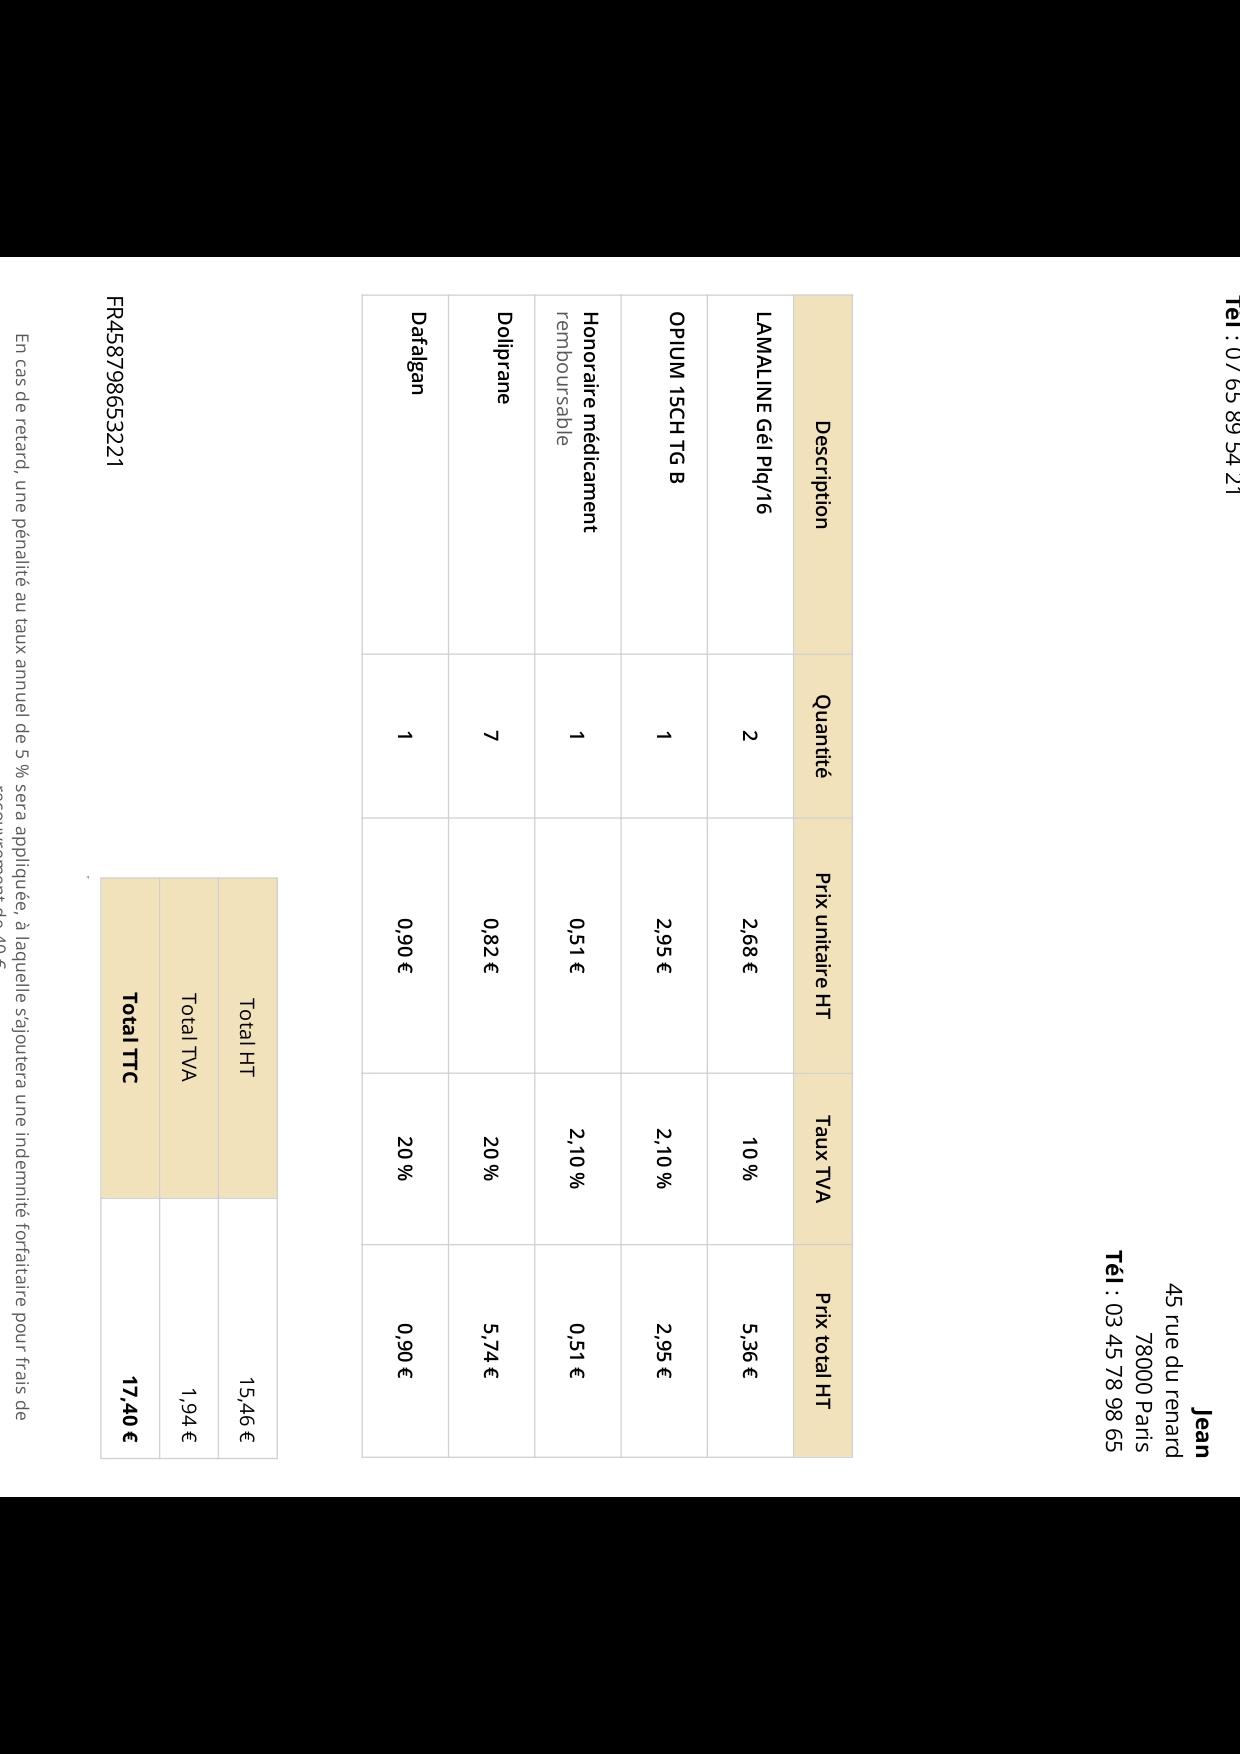 Tél : 07 65 89 54 21
Jean
45 rue du renard
78000 Paris
Tél : 03 45 78 98 65
Description Quantité Prix unitaire HT Taux TVA Prix total HT
LAMALINE Gél Plq/16 2 2,68 € 10 % 5,36 €
OPIUM 15CH TG B 1 2,95 € 2,10 % 2,95 €
Honoraire médicament 1 0,51 € 2,10 % 0,51 €
remboursable
Doliprane 7 0,82 € 20 % 5,74 €
Dafalgan 1 0,90 € 20 % 0,90 €
Total HT 15,46 €
Total TVA 1,94 €
Total TTC 17,40 €
FR458798653221
En cas de retard, une pénalité au taux annuel de 5 % sera appliquée, à laquelle s'ajoutera une indemnité forfaitaire pour frais de
recouvrement de 40 €